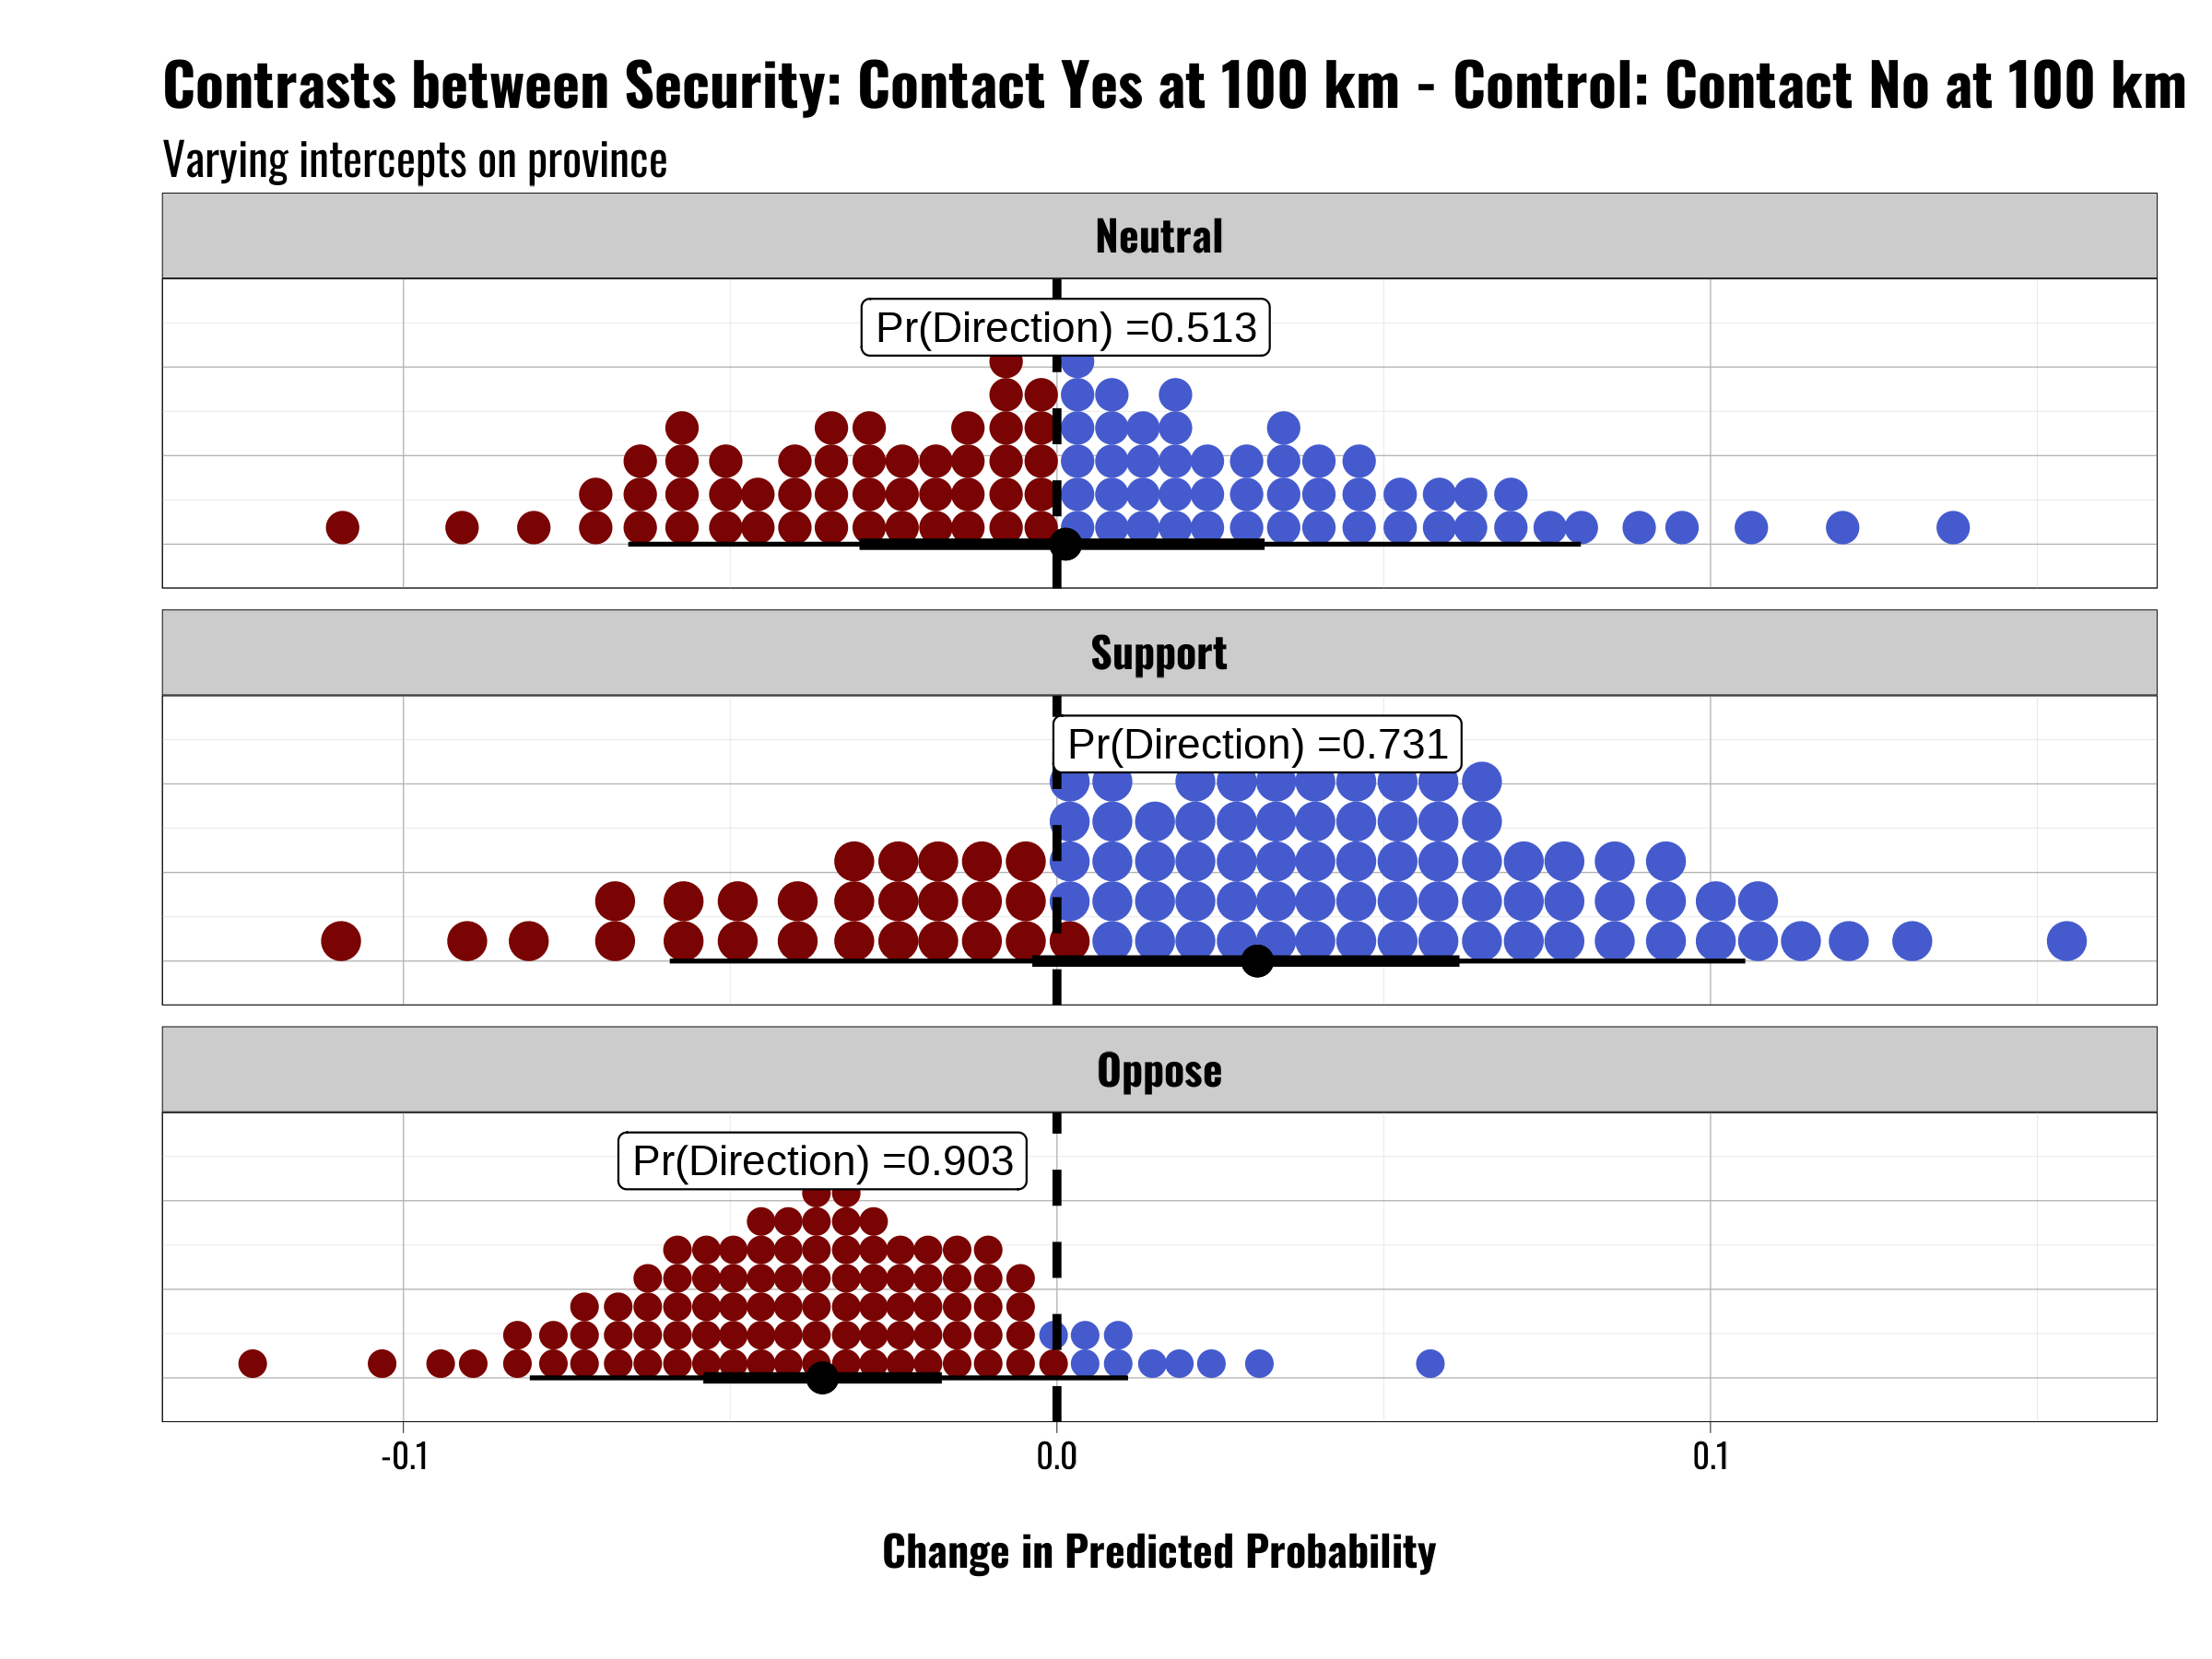 Contrasts between Security: Contact Yes at 100 km - Control: Contact No at 100 km
Varying intercepts on province
Neutral
Pr(Direction) =0.513
Support
Pr(Direction) =0.731
Oppose
Pr(Direction) =0.903
-0.1 0.0 0.1
Change in Predicted Probability